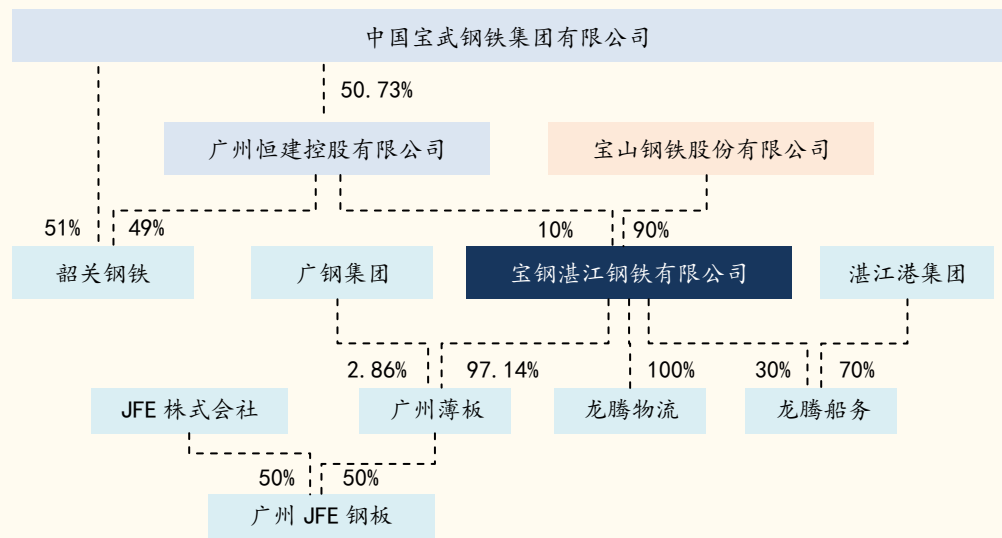 中国宝武钢铁集团有限公司
50.73%
广州恒建控股有限公司
宝山钢铁股份有限公司
51%
49%
10%
90%
韶关钢铁
广钢集团
宝钢湛江钢铁有限公司
湛江港集团
2.86%
97.14%
100%
30%
70%
JFE 株式会社
广州薄板
龙腾物流
龙腾船务
50%
50%
广州 JFE 钢板